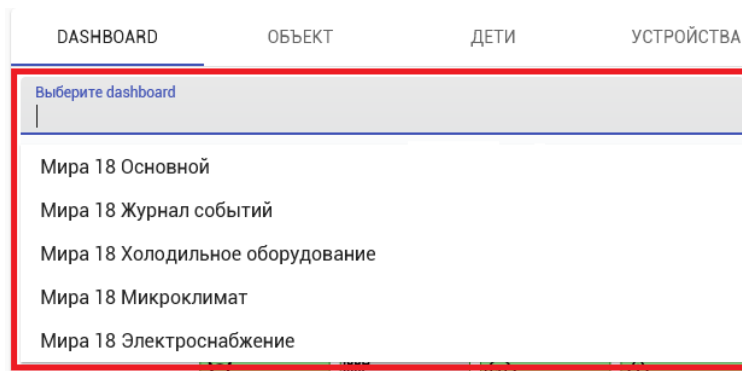 DASHBOARD ОБЪЕКТ ДЕТИ УСТРОЙСТВА
Выберите dashboard
Мира 18 Основной
Мира 18 Журнал событий
Мира 18 Холодильное оборудование
Мира 18 Микроклимат
Мира 18 Электроснабжение